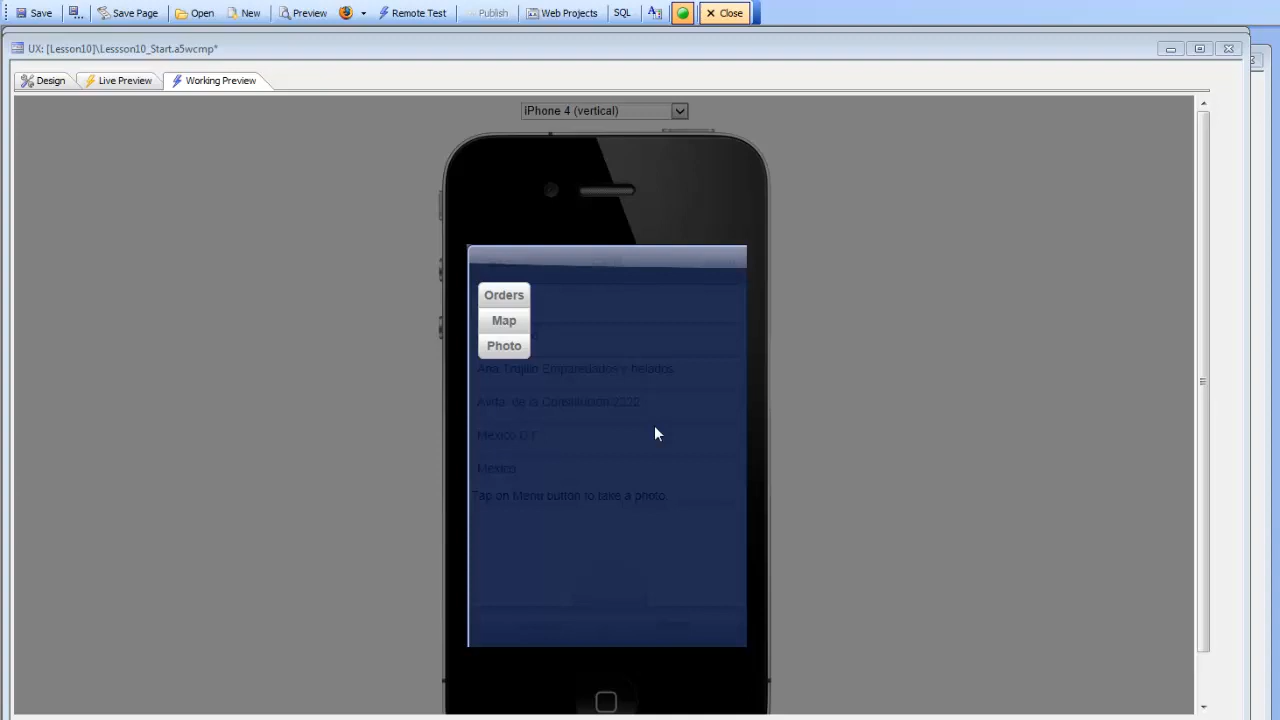 Save Save Page Open New Preview Remote Test Publish Web Projects SQL Close
UX: [Lesson10]\Lessson10_Start.a5wcmp*
Design Live Preview Working Preview
iPhone 4 (vertical)
Orders
Map
Photo
Ana Trujillo Emparedados y helados
Avda. de la Constitución 2222
Mexico
Tap on Menu button to take a photo.